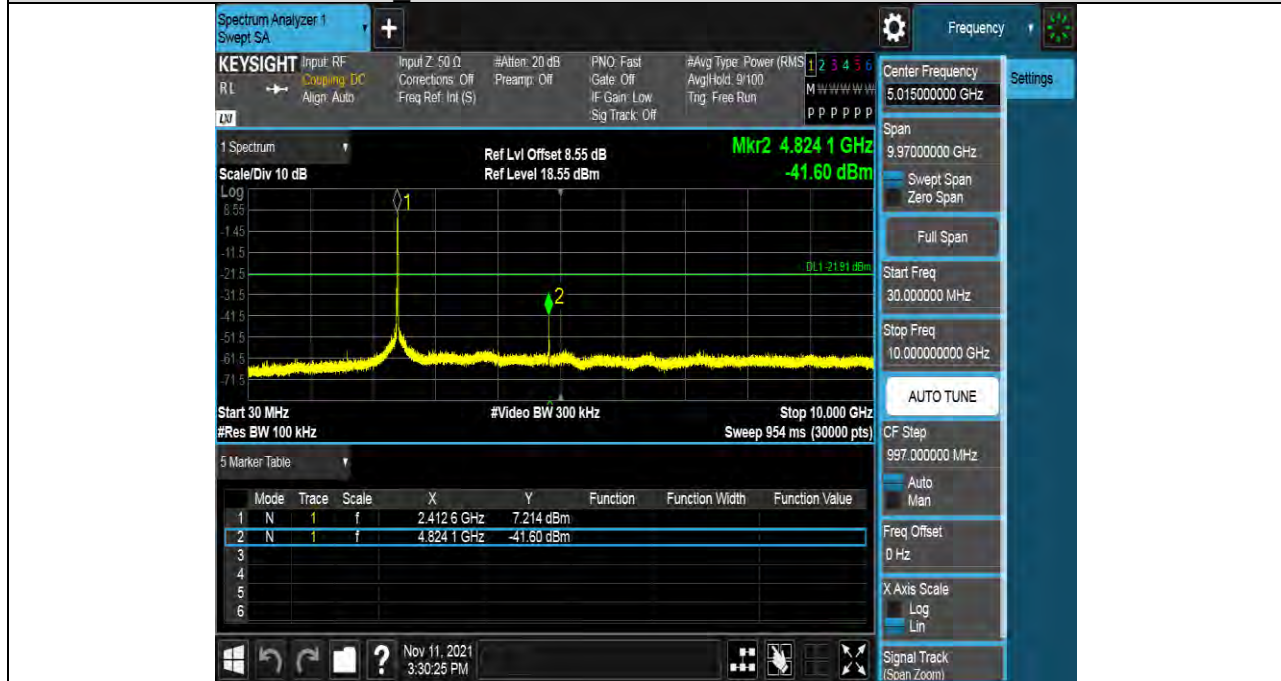 Spectrum Analyzer 1
Swept SA
+
Frequency
KEYSIGHT
RL
LXI
Input: RF
Coupling: DC
Align: Auto
Input Z: 50 Ω
Corrections: Off
Freq Ref: Int (S)
#Atten: 20 dB
Preamp: Off
PNO: Fast
Gate: Off
IF Gain: Low
Sig Track: Off
#Avg Type: Power (RMS
Avg|Hold: 9/100
Trig: Free Run
1 2 3 4 5 6
M W W W W W
P P P P P P
1 Spectrum
Scale/Div 10 dB
Ref Lvl Offset 8.55 dB
Ref Level 18.55 dBm
Mkr2 4.824 1 GHz
-41.60 dBm
Log
8.55
-1.45
-11.5
-21.5
-31.5
-41.5
-51.5
-61.5
-71.5
1
2
DL1 -21.91 dBm
Start 30 MHz
#Video BW 300 kHz
Stop 10.000 GHz
#Res BW 100 kHz
Sweep 954 ms (30000 pts)
5 Marker Table
Mode Trace Scale X Y Function Function Width Function Value
1 N 1 f 2.412 6 GHz 7.214 dBm
2 N 1 f 4.824 1 GHz -41.60 dBm
3
4
5
6
?
Nov 11, 2021
3:30:25 PM
Center Frequency
5.015000000 GHz
Settings
Span
9.97000000 GHz
Swept Span
Zero Span
Full Span
Start Freq
30.000000 MHz
Stop Freq
10.000000000 GHz
AUTO TUNE
CF Step
997.000000 MHz
Auto
Man
Freq Offset
0 Hz
X Axis Scale
Log
Lin
Signal Track
(Span Zoom)